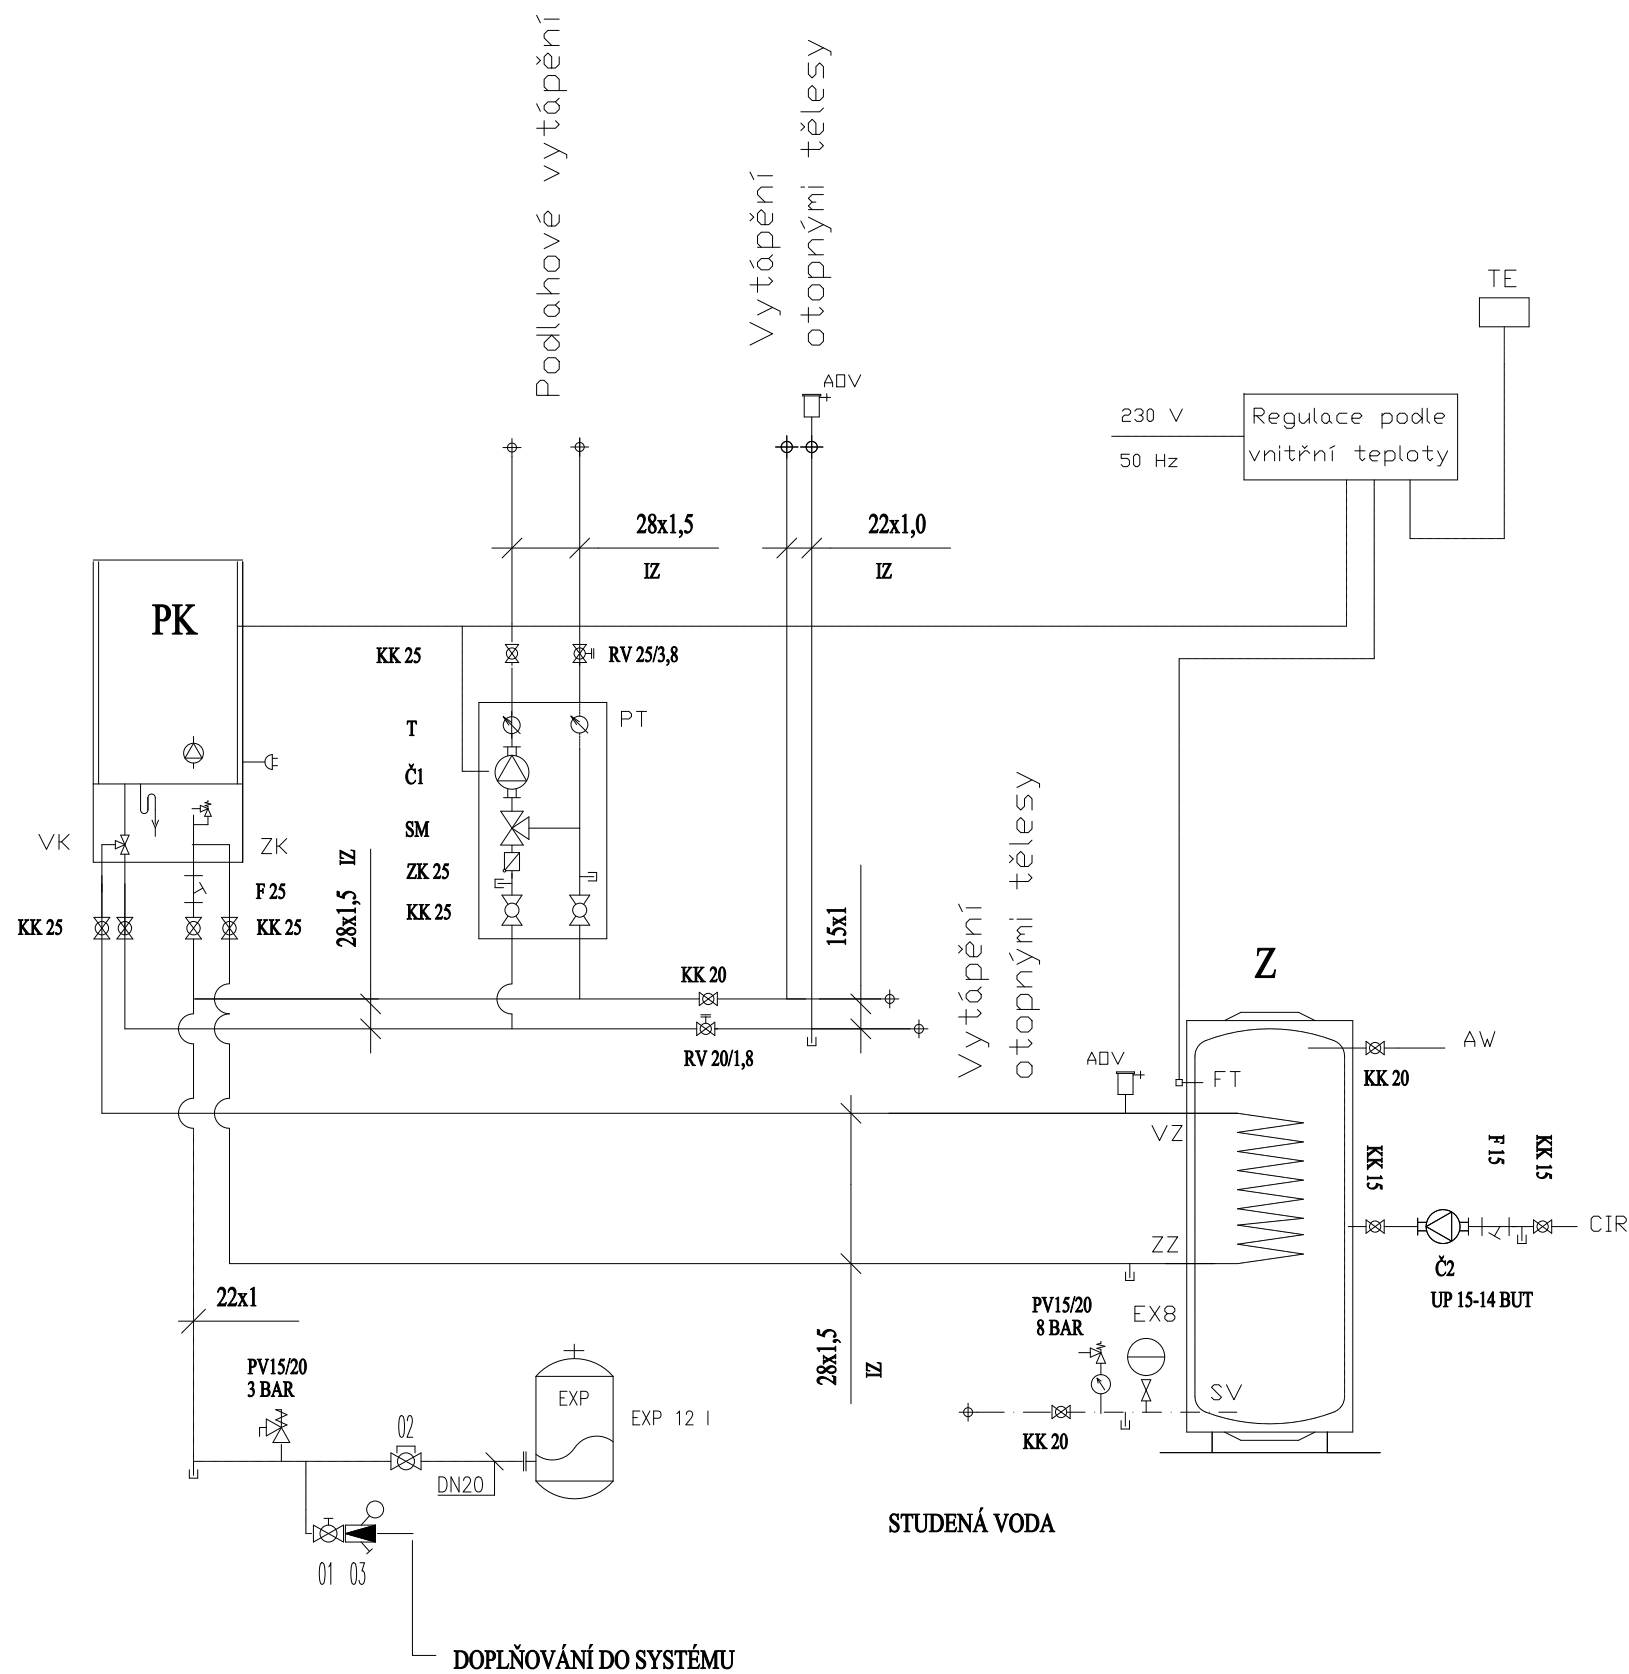 Podlahové vytápění
Vytápění
otopnými tělesy
AOV
TE
230 V
50 Hz
Regulace podle
vnitřní teploty
28x1,5
IZ
22x1,0
IZ
PK
KK 25
RV 25/3,8
T
PT
Č1
SM
ZK 25
KK 25
VK
ZK
F 25
KK 25
KK 25
28x1,5
IZ
15x1
KK 20
RV 20/1,8
Vytápění
otopnými tělesy
Z
AOV
FT
AW
KK 20
VZ
KK 15
F 15
KK 15
CIR
ZZ
Č2
UP 15-14 BUT
22x1
28x1,5
IZ
PV15/20
8 BAR
EX8
SV
KK 20
PV15/20
3 BAR
02
DN20
EXP
EXP 12 l
01
03
STUDENÁ VODA
DOPLŇOVÁNÍ DO SYSTÉMU